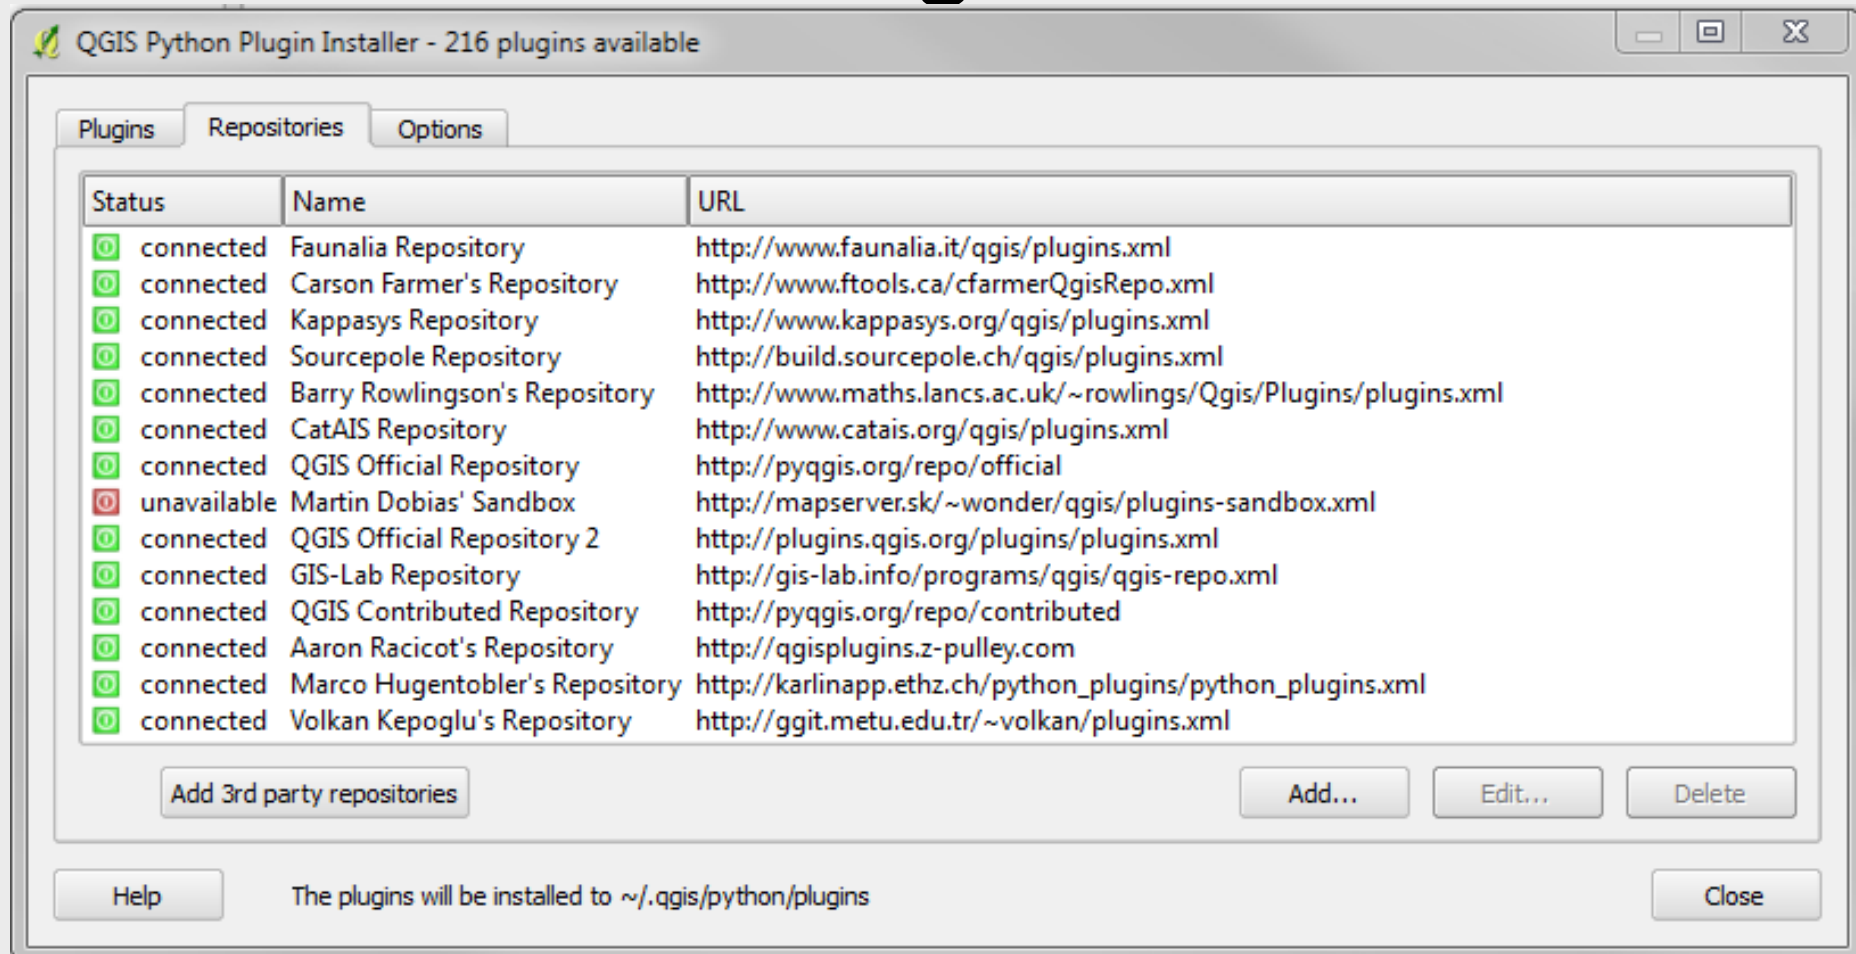 QGIS Python Plugin Installer - 216 plugins available
Plugins Repositories Options
Status Name URL
connected Faunalia Repository http://www.faunalia.it/qgis/plugins.xml
connected Carson Farmer's Repository http://www.ftools.ca/cfarmerQgisRepo.xml
connected Kappasys Repository http://www.kappasys.org/qgis/plugins.xml
connected Sourcepole Repository http://build.sourcepole.ch/qgis/plugins.xml
connected Barry Rowlingson's Repository http://www.maths.lancs.ac.uk/~rowlings/Qgis/Plugins/plugins.xml
connected CatAIS Repository http://www.catais.org/qgis/plugins.xml
connected QGIS Official Repository http://pyqgis.org/repo/official
unavailable Martin Dobias' Sandbox http://mapserver.sk/~wonder/qgis/plugins-sandbox.xml
connected QGIS Official Repository 2 http://plugins.qgis.org/plugins/plugins.xml
connected GIS-Lab Repository http://gis-lab.info/programs/qgis/qgis-repo.xml
connected QGIS Contributed Repository http://pyqgis.org/repo/contributed
connected Aaron Racicot's Repository http://qgisplugins.z-pulley.com
connected Marco Hugentobler's Repository http://karlinapp.ethz.ch/python_plugins/python_plugins.xml
connected Volkan Kepoglu's Repository http://ggit.metu.edu.tr/~volkan/plugins.xml
Add 3rd party repositories Add... Edit... Delete
Help The plugins will be installed to ~/.qgis/python/plugins Close